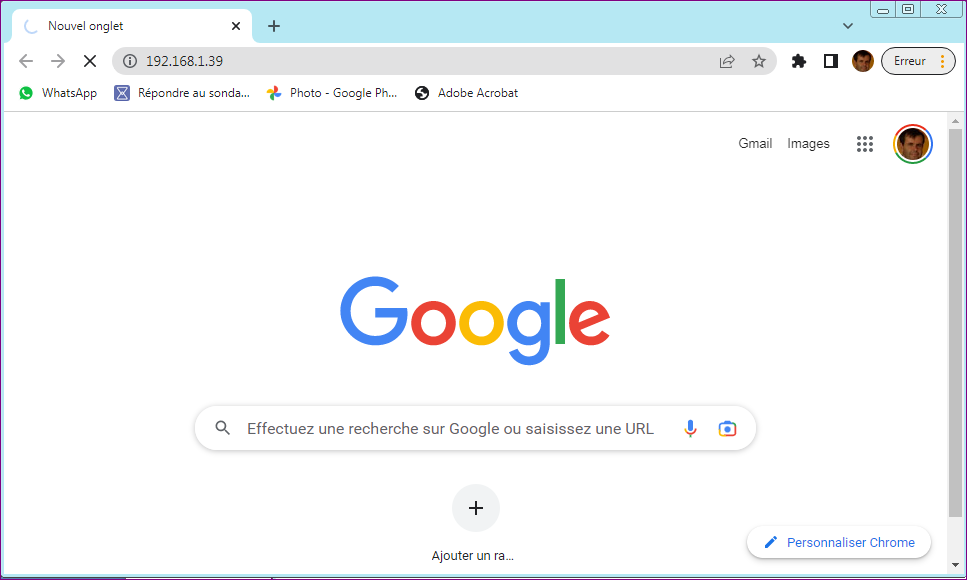 Nouvel onglet
192.168.1.39
Erreur
WhatsApp
Répondre au sonda...
Photo - Google Ph...
Adobe Acrobat
Gmail
Images
Google
Effectuez une recherche sur Google ou saisissez une URL
Ajouter un ra...
Personnaliser Chrome